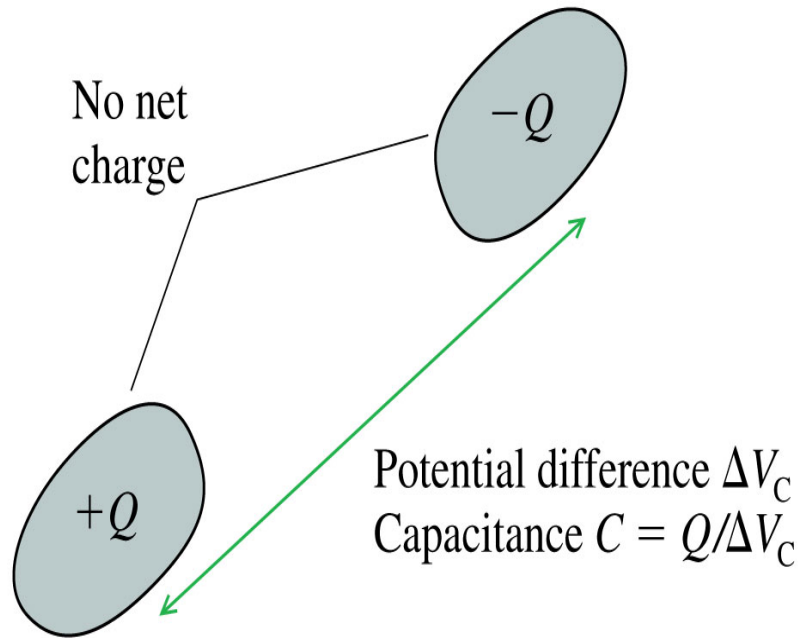 No net
charge
−Q
+Q
Potential difference ΔV_C
Capacitance C = Q/ΔV_C